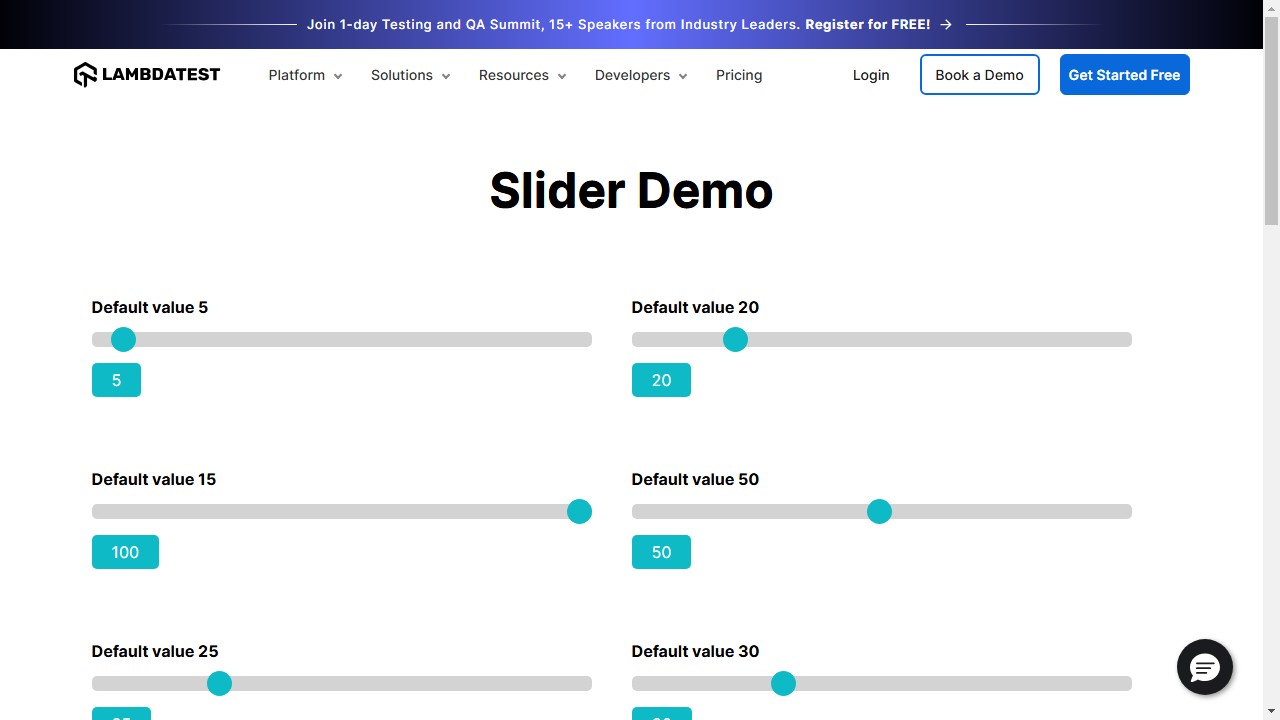 Join 1-day Testing and QA Summit, 15+ Speakers from Industry Leaders. Register for FREE!
LAMBDATEST Platform Solutions Resources Developers Pricing Login Book a Demo Get Started Free
Slider Demo
Default value 5 Default value 20
5 20
Default value 15 Default value 50
100 50
Default value 25 Default value 30